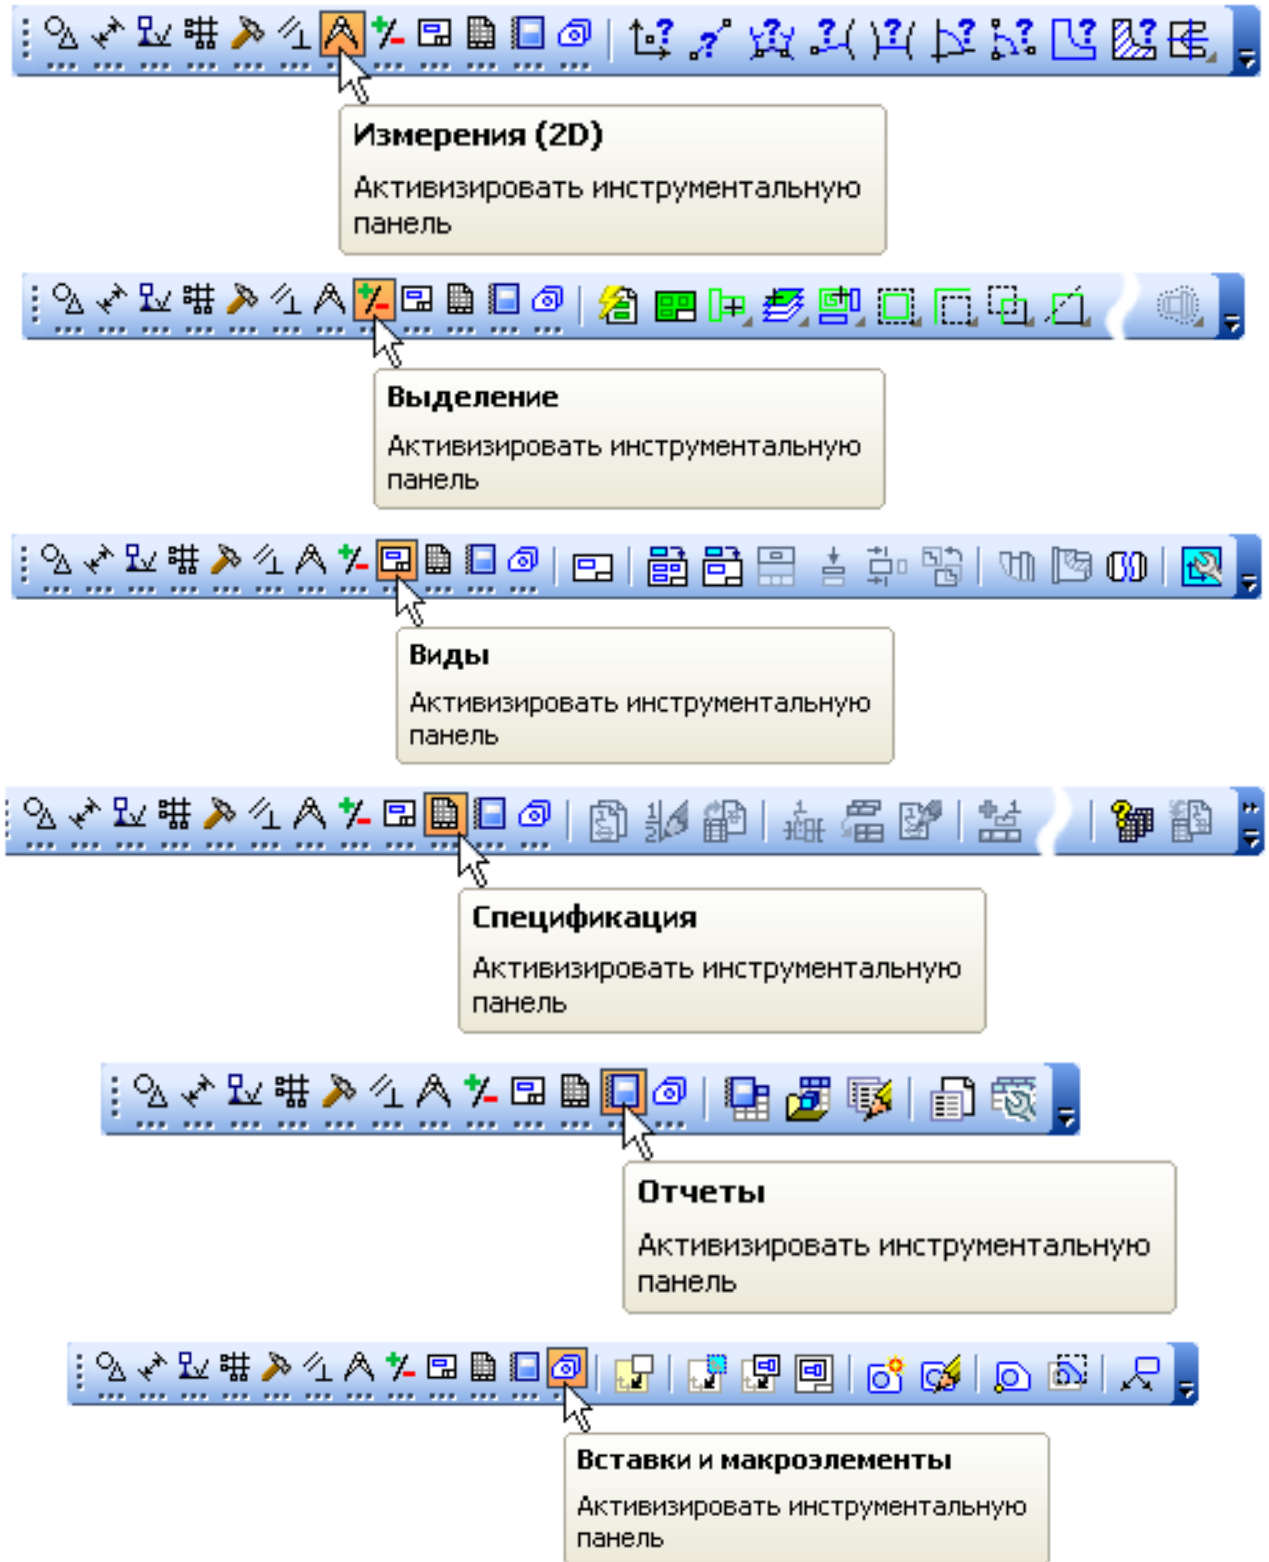 Измерения (2D)
Активизировать инструментальную
панель
Выделение
Активизировать инструментальную
панель
Виды
Активизировать инструментальную
панель
Спецификация
Активизировать инструментальную
панель
Отчеты
Активизировать инструментальную
панель
Вставки и макроэлементы
Активизировать инструментальную
панель